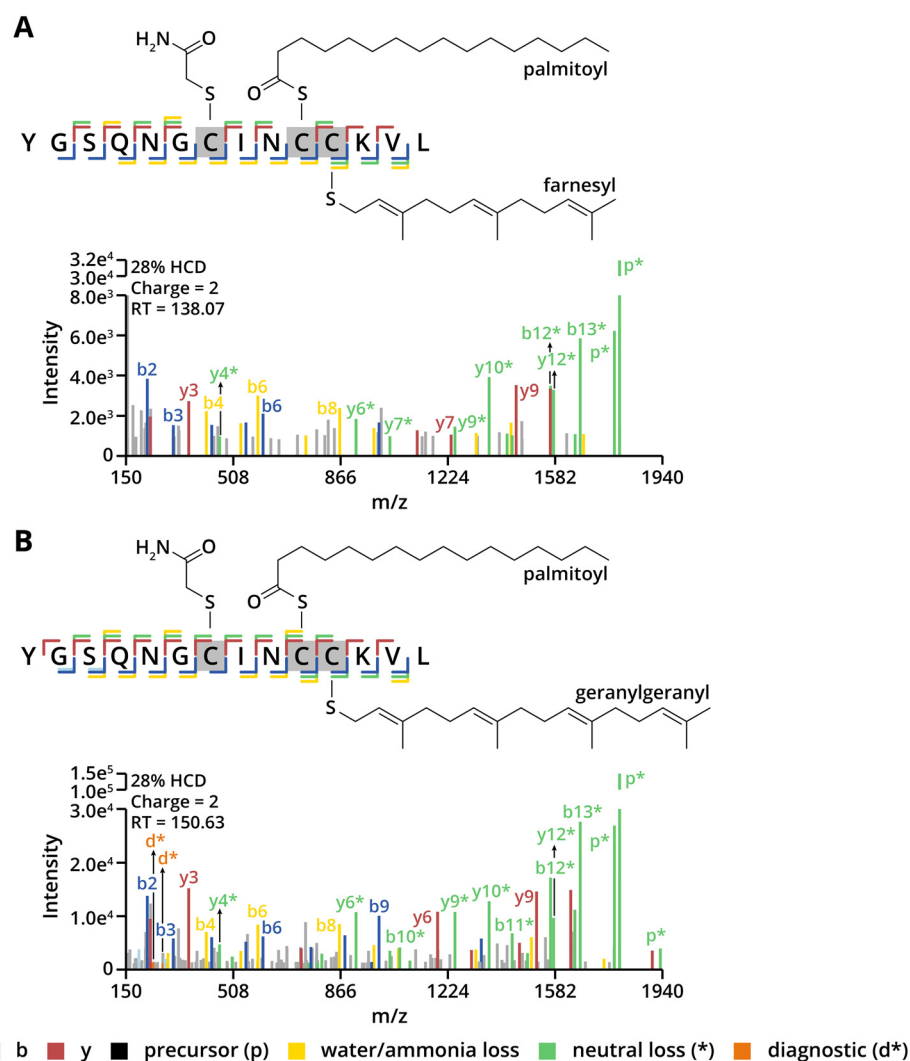 A
H₂N O
S
palmitoyl
O S
Y G S Q N G C I N C C K V L
farnesyl
S
3.2e⁴
3.0e⁴
28% HCD
Charge = 2
RT = 138.07
p*
8.0e³
6.0e³
4.0e³
2.0e³
0
Intensity
b2
b3
y3
b4
y4*
b6
b6
b8
y6*
y7*
y7
y9*
y10*
y9
b12*
y12*
b13*
p*
150 508 866 1224 1582 1940
m/z
B
H₂N O
S
palmitoyl
O S
Y G S Q N G C I N C C K V L
geranylgeranyl
S
1.5e⁵
1.0e⁵
28% HCD
Charge = 2
RT = 150.63
p*
3.0e⁴
2.0e⁴
1.0e⁴
0
Intensity
d*
d*
b2
b3
y3
b4
y4*
b6
b6
b8
y6*
b9
b10*
y6
y9*
y10*
b11*
y9
y12*
b12*
b13*
p*
p*
150 508 866 1224 1582 1940
m/z
b y precursor (p) water/ammonia loss neutral loss (*) diagnostic (d*)